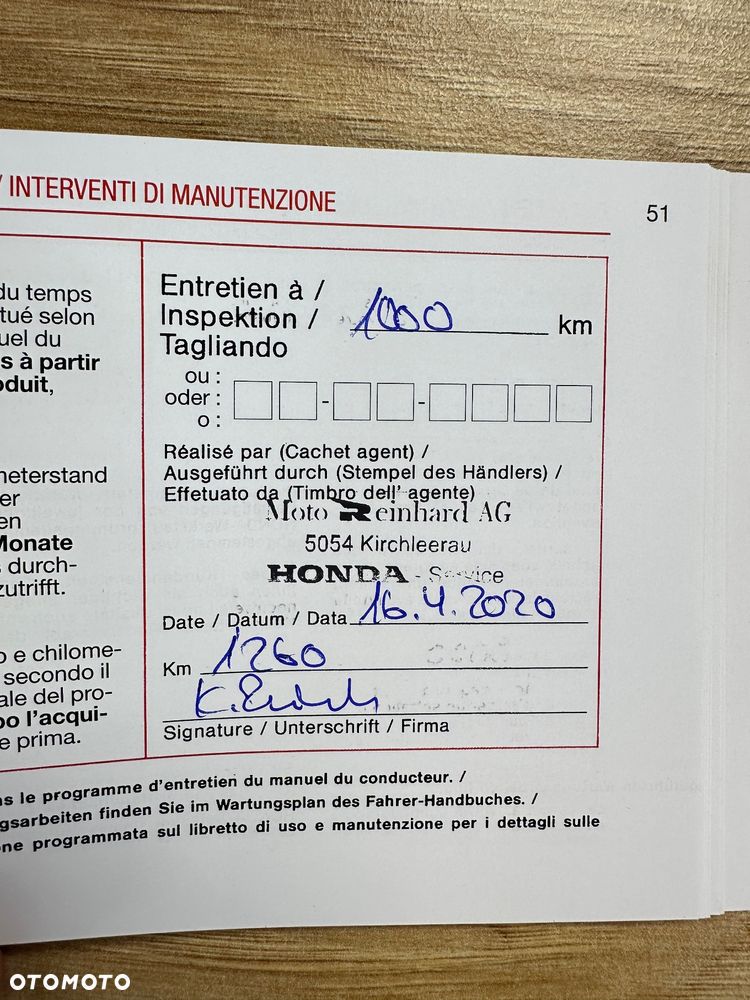 / INTERVENTI DI MANUTENZIONE
51
du temps
tué selon
uel du
s à partir
oduit,
neterstand
er
en
Monate
s durch-
zutrifft.
o e chilome-
secondo il
ale del pro-
oo l'acqui-
e prima.
Entretien à /
Inspektion / 1000 km
Tagliando
ou :
oder : - -
o :
Réalisé par (Cachet agent) /
Ausgeführt durch (Stempel des Händlers) /
Effetuato da (Timbro dell' agente)
Moto Reinhard AG
5054 Kirchleerau
HONDA - Service
Date / Datum / Data 16.4.2020
Km 1260
Signature / Unterschrift / Firma
ns le programme d'entretien du manuel du conducteur. /
gsarbeiten finden Sie im Wartungsplan des Fahrer-Handbuches. /
one programmata sul libretto di uso e manutenzione per i dettagli sulle
OTOMOTO